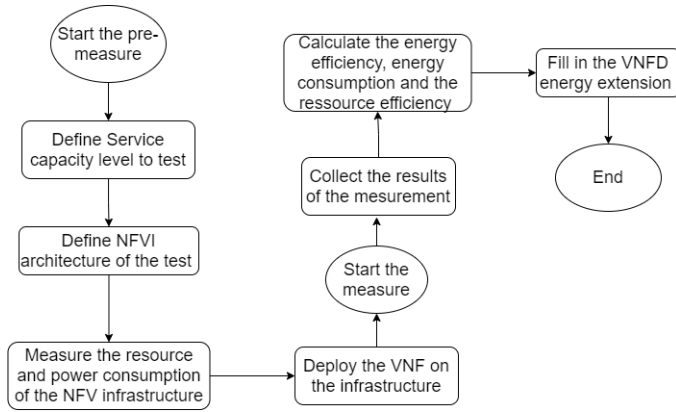 Start the pre-
measure
Define Service
capacity level to test
Define NFVI
architecture of the test
Measure the resource
and power consumption
of the NFV infrastructure
Deploy the VNF on
the infrastructure
Start the
measure
Collect the results
of the mesurement
Calculate the energy
efficiency, energy
consumption and the
ressource efficiency
Fill in the VNFD
energy extension
End